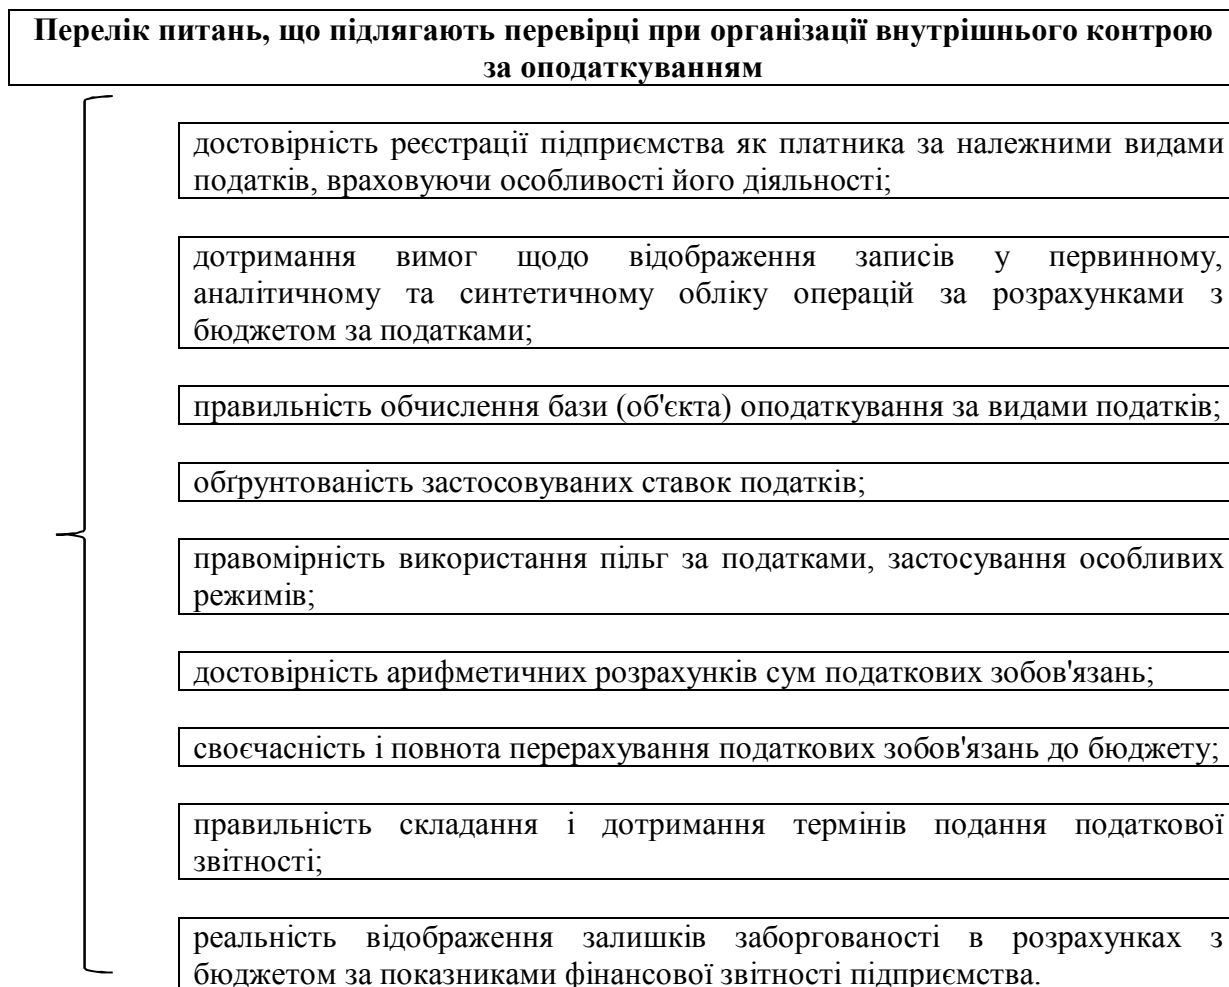 Перелік питань, що підлягають перевірці при організації внутрішнього контрою
за оподаткуванням
достовірність реєстрації підприємства як платника за належними видами
податків, враховуючи особливості його діяльності;
дотримання вимог щодо відображення записів у первинному,
аналітичному та синтетичному обліку операцій за розрахунками з
бюджетом за податками;
правильність обчислення бази (об'єкта) оподаткування за видами податків;
обґрунтованість застосовуваних ставок податків;
правомірність використання пільг за податками, застосування особливих
режимів;
достовірність арифметичних розрахунків сум податкових зобов'язань;
своєчасність і повнота перерахування податкових зобов'язань до бюджету;
правильність складання і дотримання термінів подання податкової
звітності;
реальність відображення залишків заборгованості в розрахунках з
бюджетом за показниками фінансової звітності підприємства.